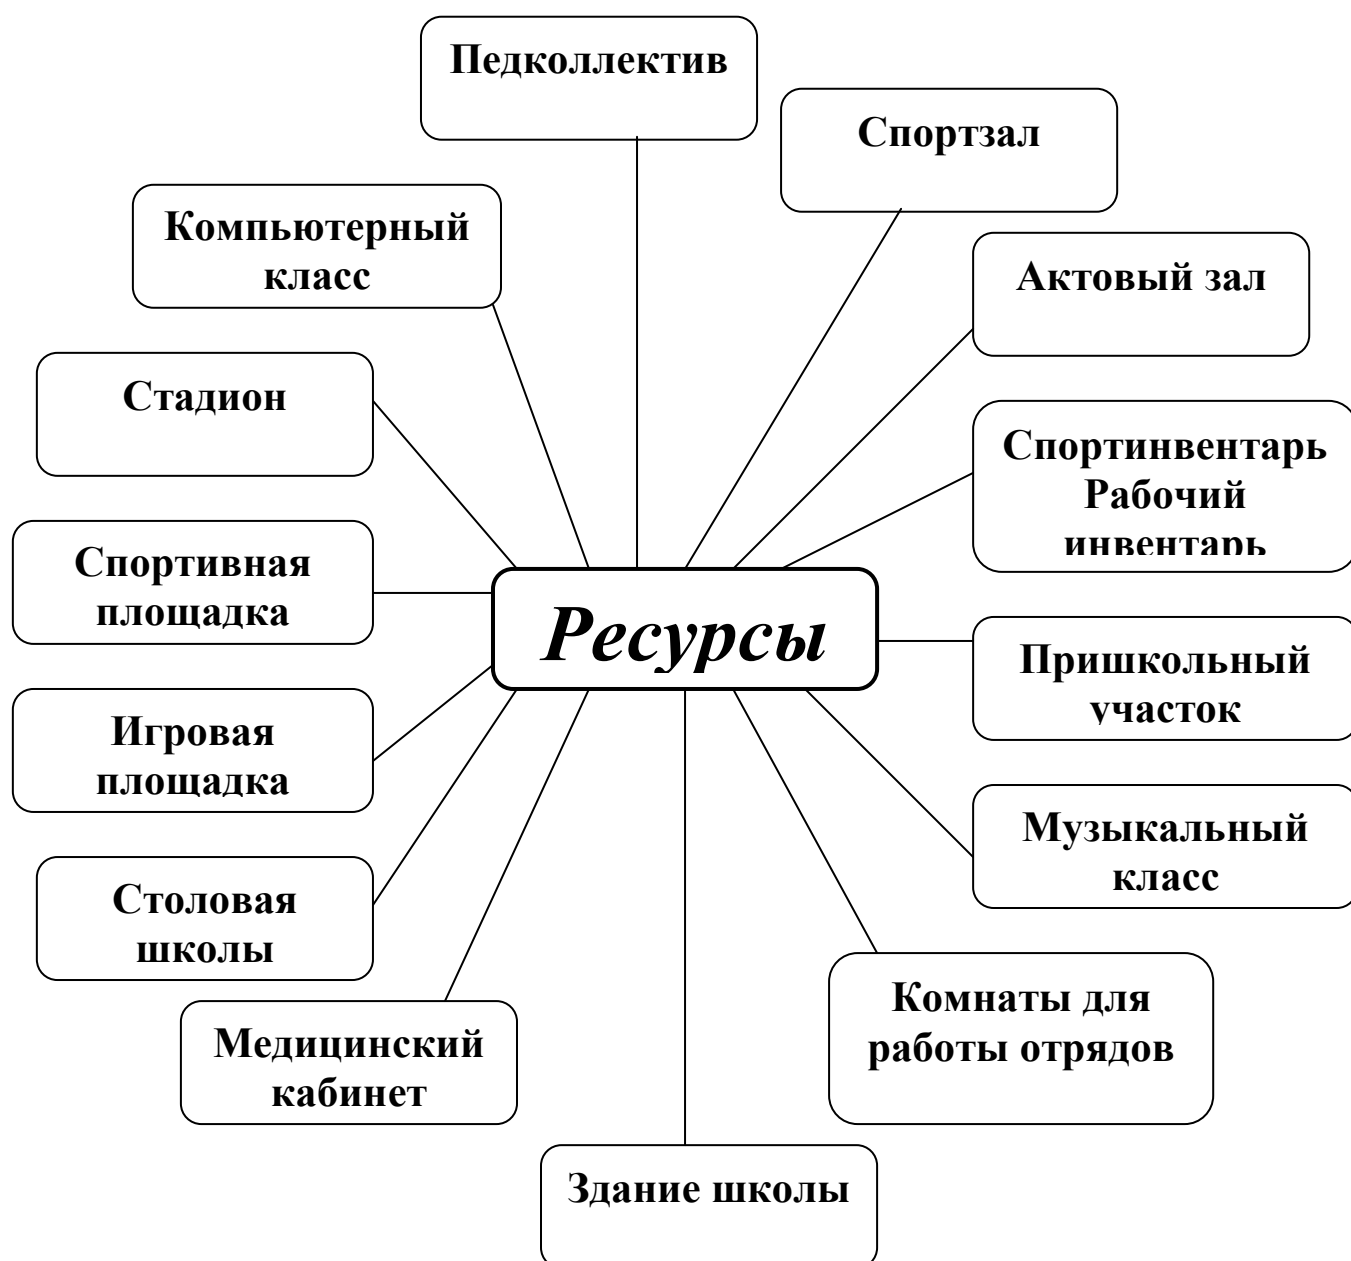 Педколлектив
Спортзал
Компьютерный
класс
Актовый зал
Стадион
Спортинвентарь
Рабочий
инвентарь
Спортивная
площадка
Ресурсы
Пришкольный
участок
Игровая
площадка
Музыкальный
класс
Столовая
школы
Комнаты для
работы отрядов
Медицинский
кабинет
Здание школы